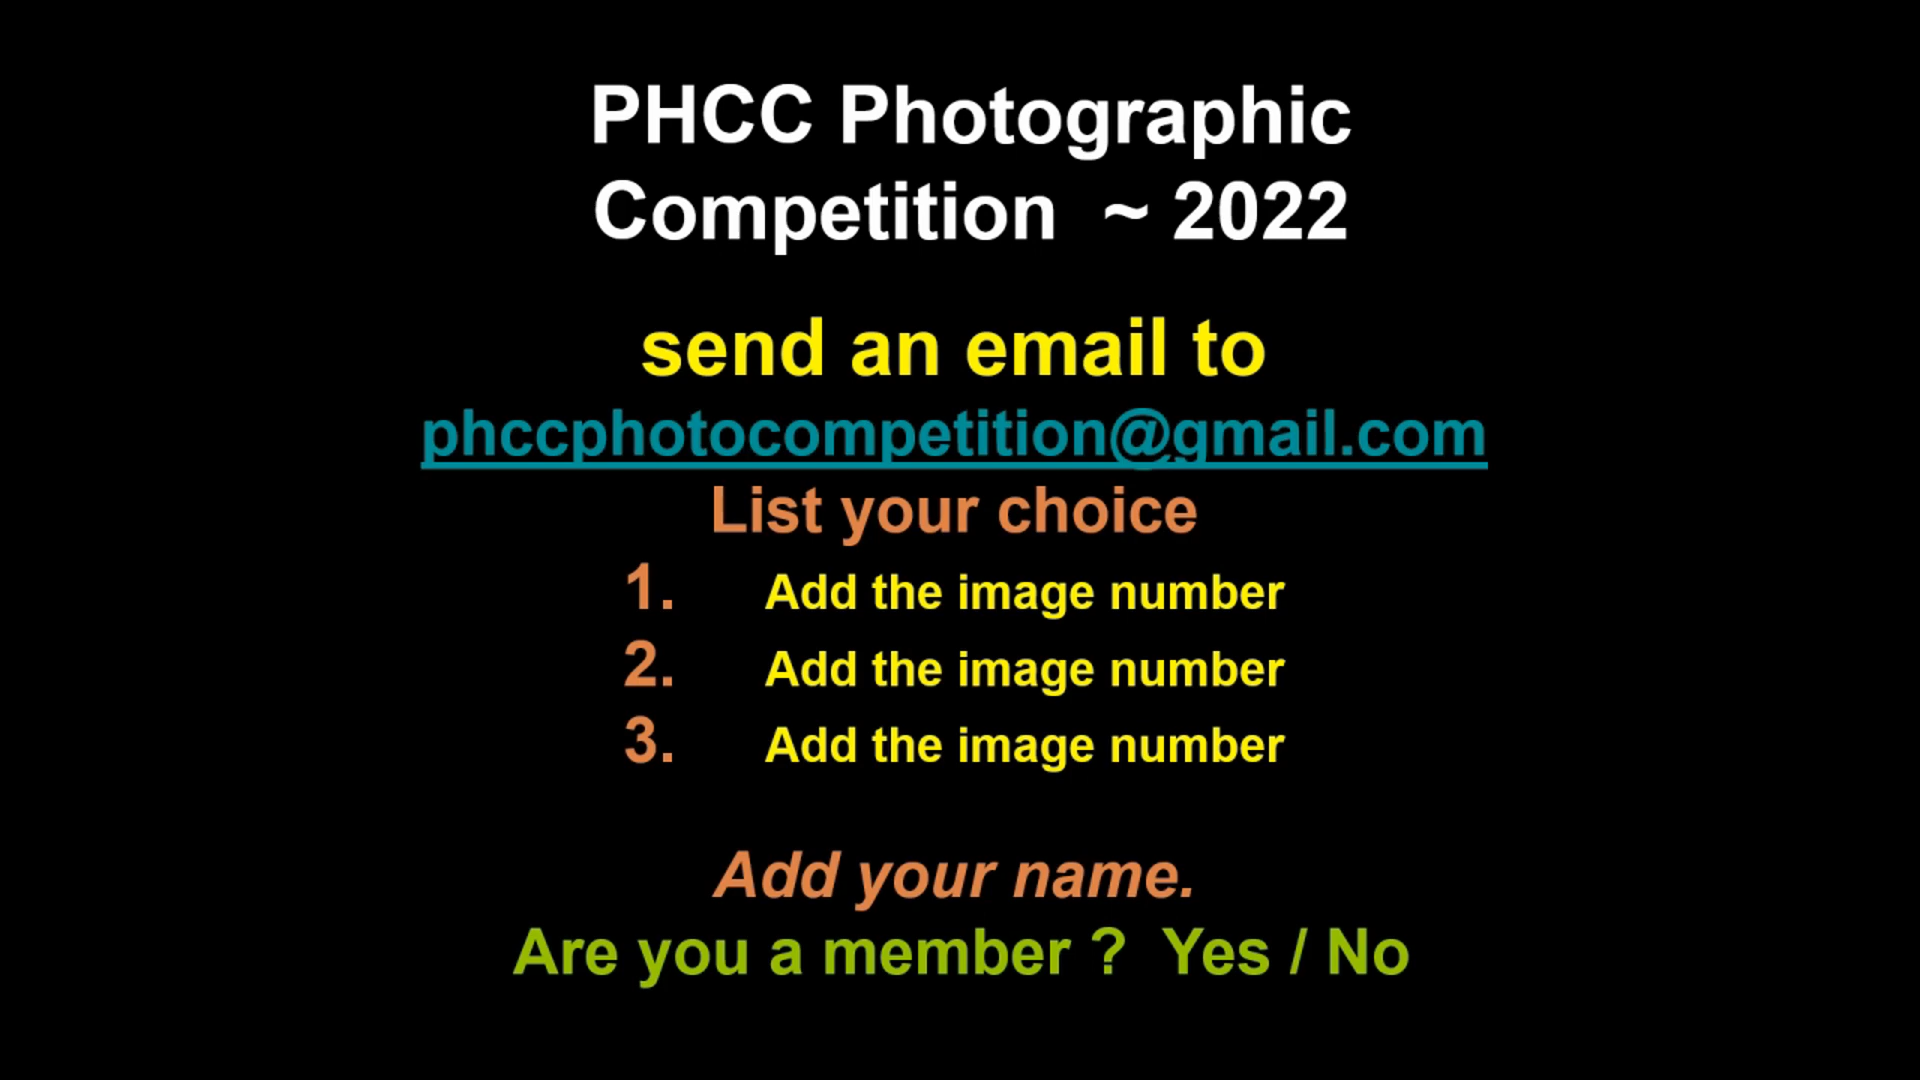 PHCC Photographic
Competition ~ 2022
send an email to
phccphotocompetition@gmail.com
List your choice
1. Add the image number
2. Add the image number
3. Add the image number
Add your name.
Are you a member ? Yes / No